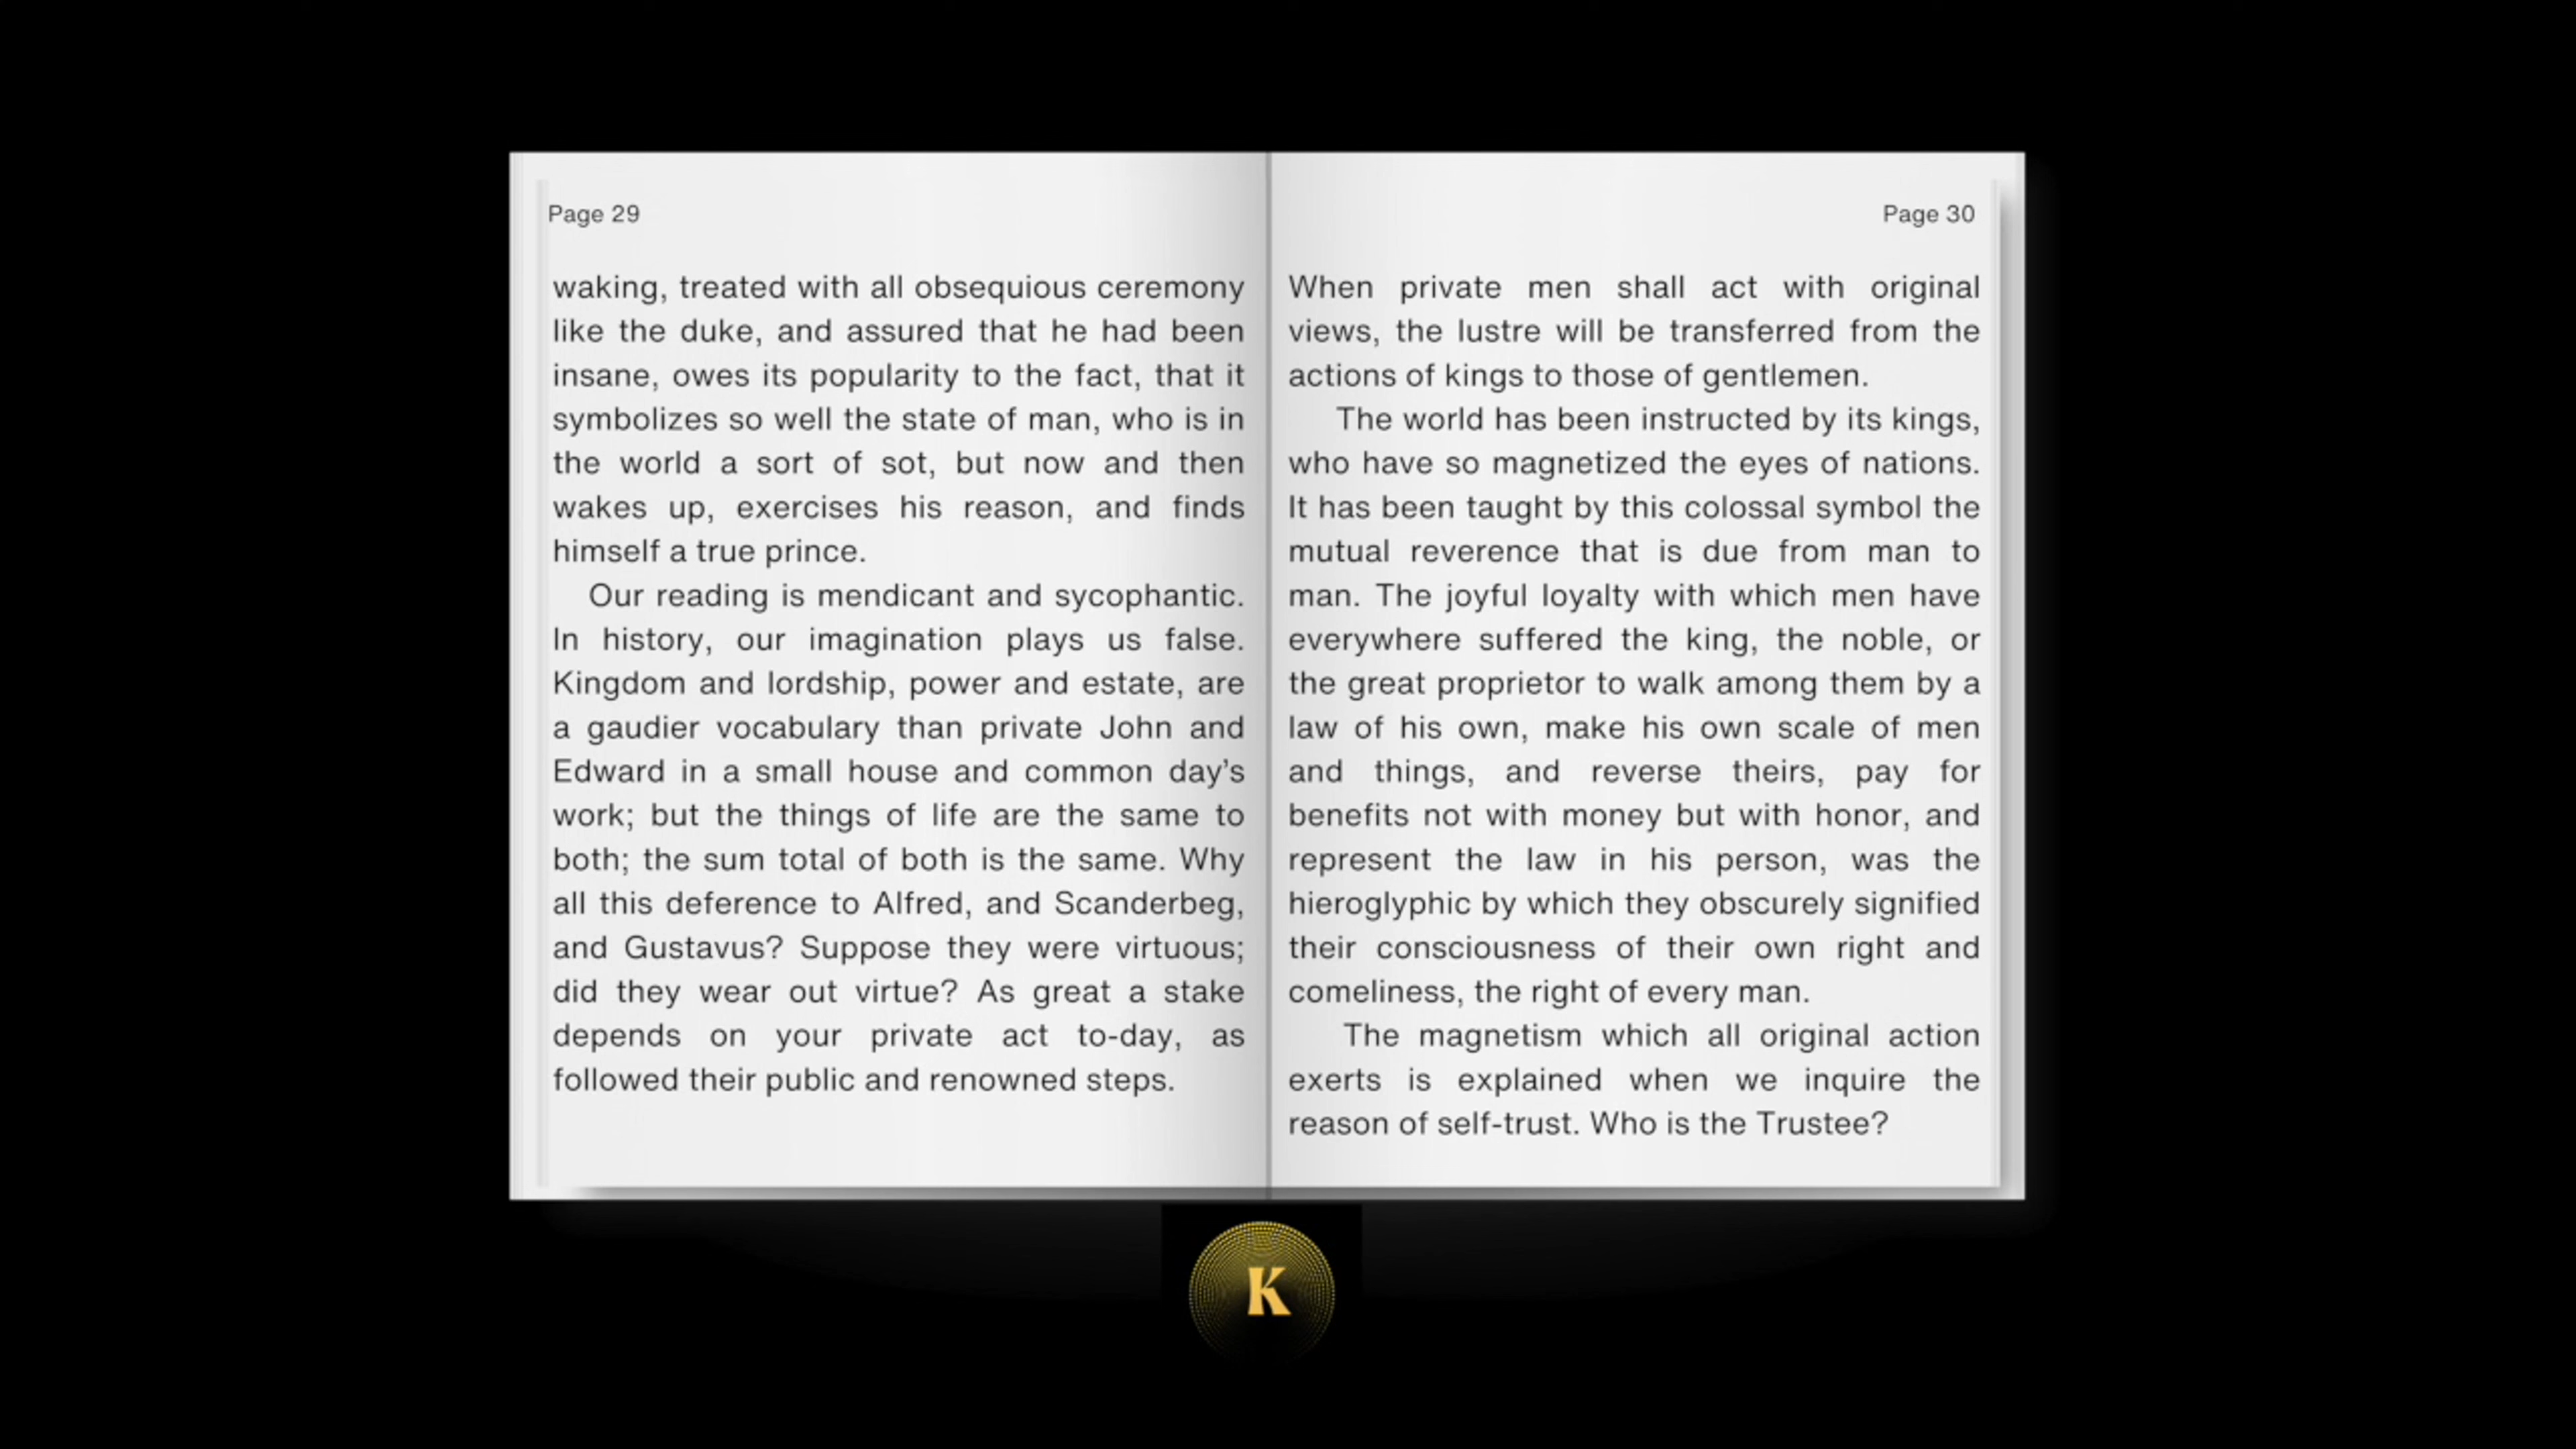 Page 29
waking, treated with all obsequious ceremony
like the duke, and assured that he had been
insane, owes its popularity to the fact, that it
symbolizes so well the state of man, who is in
the world a sort of sot, but now and then
wakes up, exercises his reason, and finds
himself a true prince.
Our reading is mendicant and sycophantic.
In history, our imagination plays us false.
Kingdom and lordship, power and estate, are
a gaudier vocabulary than private John and
Edward in a small house and common day's
work; but the things of life are the same to
both; the sum total of both is the same. Why
all this deference to Alfred, and Scanderbeg,
and Gustavus? Suppose they were virtuous;
did they wear out virtue? As great a stake
depends on your private act to-day, as
followed their public and renowned steps.
Page 30
When private men shall act with original
views, the lustre will be transferred from the
actions of kings to those of gentlemen.
The world has been instructed by its kings,
who have so magnetized the eyes of nations.
It has been taught by this colossal symbol the
mutual reverence that is due from man to
man. The joyful loyalty with which men have
everywhere suffered the king, the noble, or
the great proprietor to walk among them by a
law of his own, make his own scale of men
and things, and reverse theirs, pay for
benefits not with money but with honor, and
represent the law in his person, was the
hieroglyphic by which they obscurely signified
their consciousness of their own right and
comeliness, the right of every man.
The magnetism which all original action
exerts is explained when we inquire the
reason of self-trust. Who is the Trustee?
K